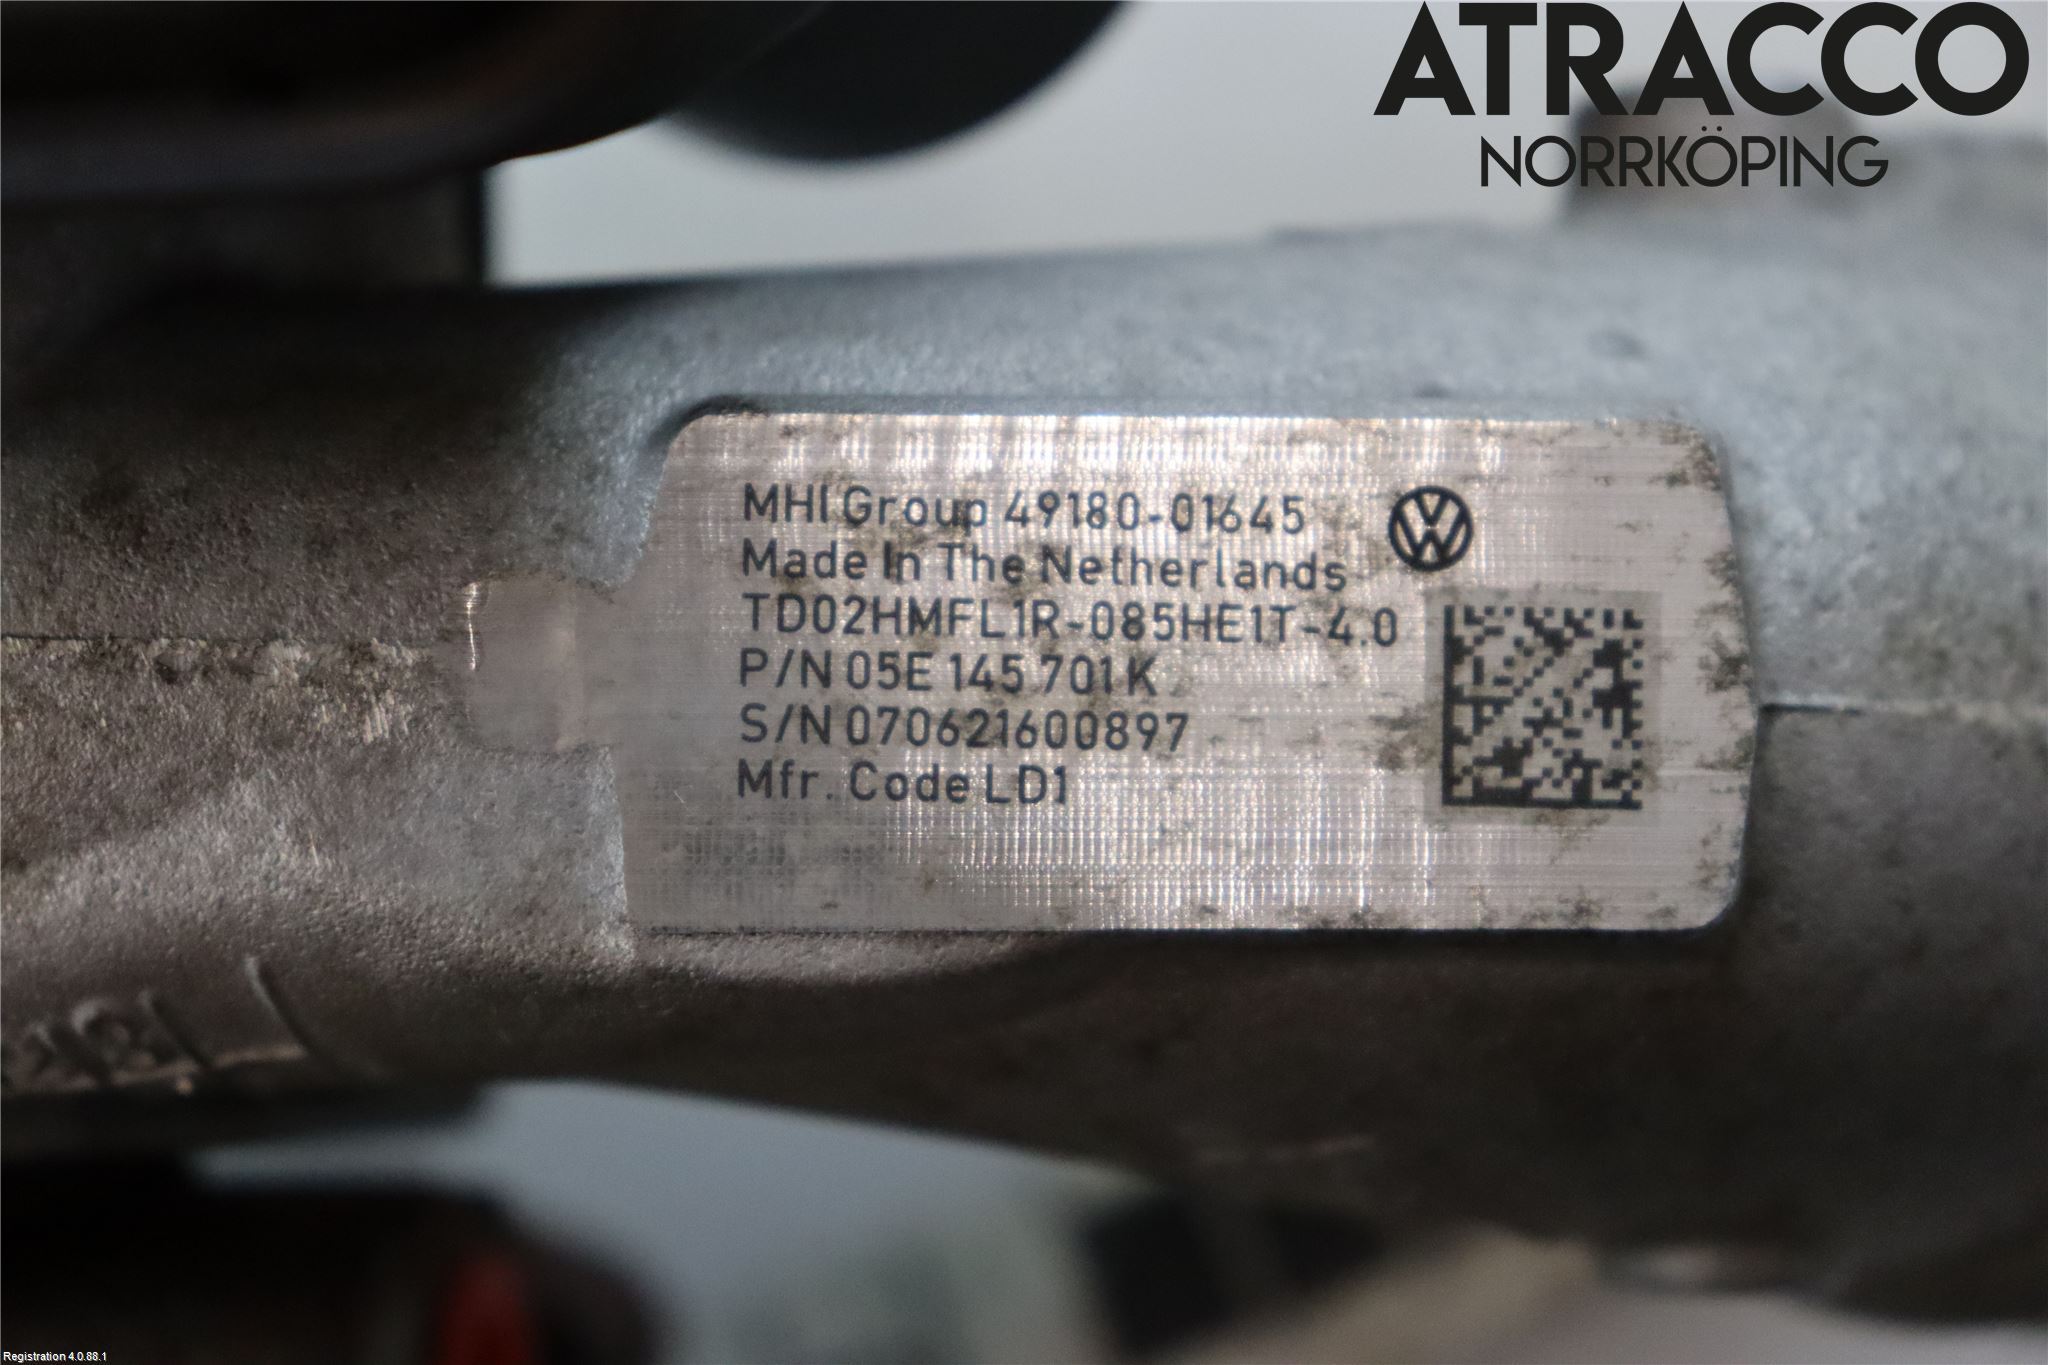 ATRACCO
NORRKÖPING
MHI Group 49180-01645
Made In The Netherlands
TD02HMFL1R-085HE1T-4.0
P/N 05E 145 701 K
S/N 070621600897
Mfr. Code LD1
Registration 4.0.88.1